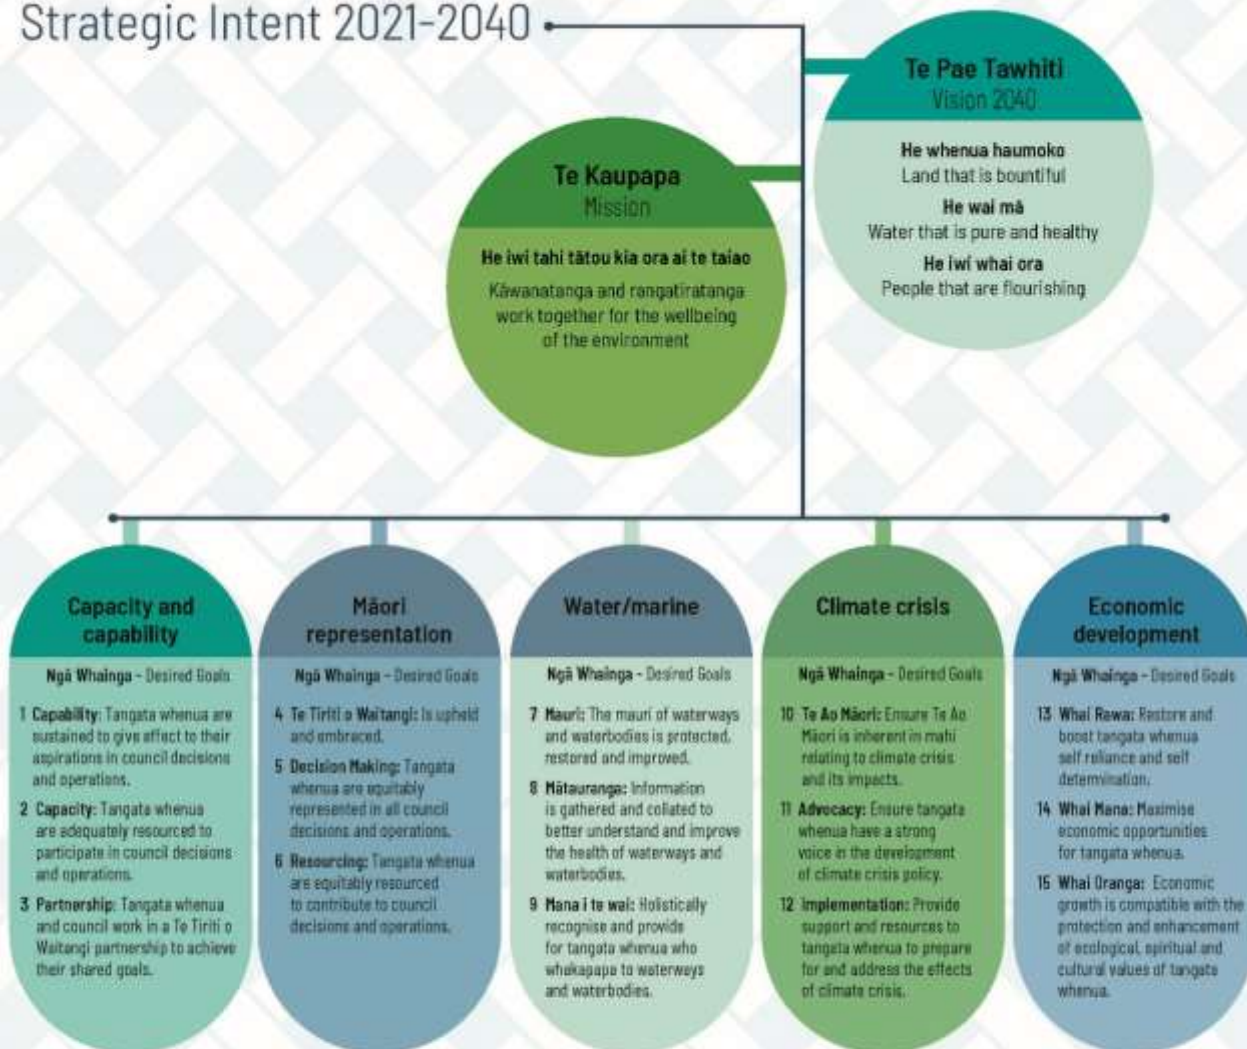 Strategic Intent 2021-2040
Te Pae Tawhiti
Vision 2040
He whenua haumoko
Land that is bountiful
He wai mā
Water that is pure and healthy
He iwi whai ora
People that are flourishing
Te Kaupapa
Mission
He iwi tahi tātou kia ora ai te taiao
Kāwanatanga and rangatiratanga
work together for the wellbeing
of the environment
Capacity and
capability
Ngā Whainga - Desired Goals
1 Capability: Tangata whenua are
sustained to give effect to their
aspirations in council decisions
and operations.
2 Capacity: Tangata whenua
are adequately resourced to
participate in council decisions
and operations.
3 Partnership: Tangata whenua
and council work in a Te Tiriti o
Waitangi partnership to achieve
their shared goals.
Māori
representation
Ngā Whainga - Desired Goals
4 Te Tiriti o Waitangi: Is upheld
and embraced.
5 Decision Making: Tangata
whenua are equitably
represented in all council
decisions and operations.
6 Resourcing: Tangata whenua
are equitably resourced
to contribute to council
decisions and operations.
Water/marine
Ngā Whainga - Desired Goals
7 Mauri: The mauri of waterways
and waterbodies is protected,
restored and improved.
8 Mātauranga: Information
is gathered and collated to
better understand and improve
the health of waterways and
waterbodies.
9 Mana i te wai: Holistically
recognise and provide
for tangata whenua who
whakapapa to waterways
and waterbodies.
Climate crisis
Ngā Whainga - Desired Goals
10 Te Ao Māori: Ensure Te Ao
Māori is inherent in mahi
relating to climate crisis
and its impacts.
11 Advocacy: Ensure tangata
whenua have a strong
voice in the development
of climate crisis policy.
12 Implementation: Provide
support and resources to
tangata whenua to prepare
for and address the effects
of climate crisis.
Economic
development
Ngā Whainga - Desired Goals
13 Whai Rawa: Restore and
boost tangata whenua
self reliance and self
determination.
14 Whai Mana: Maximise
economic opportunities
for tangata whenua.
15 Whai Oranga: Economic
growth is compatible with the
protection and enhancement
of ecological, spiritual and
cultural values of tangata
whenua.